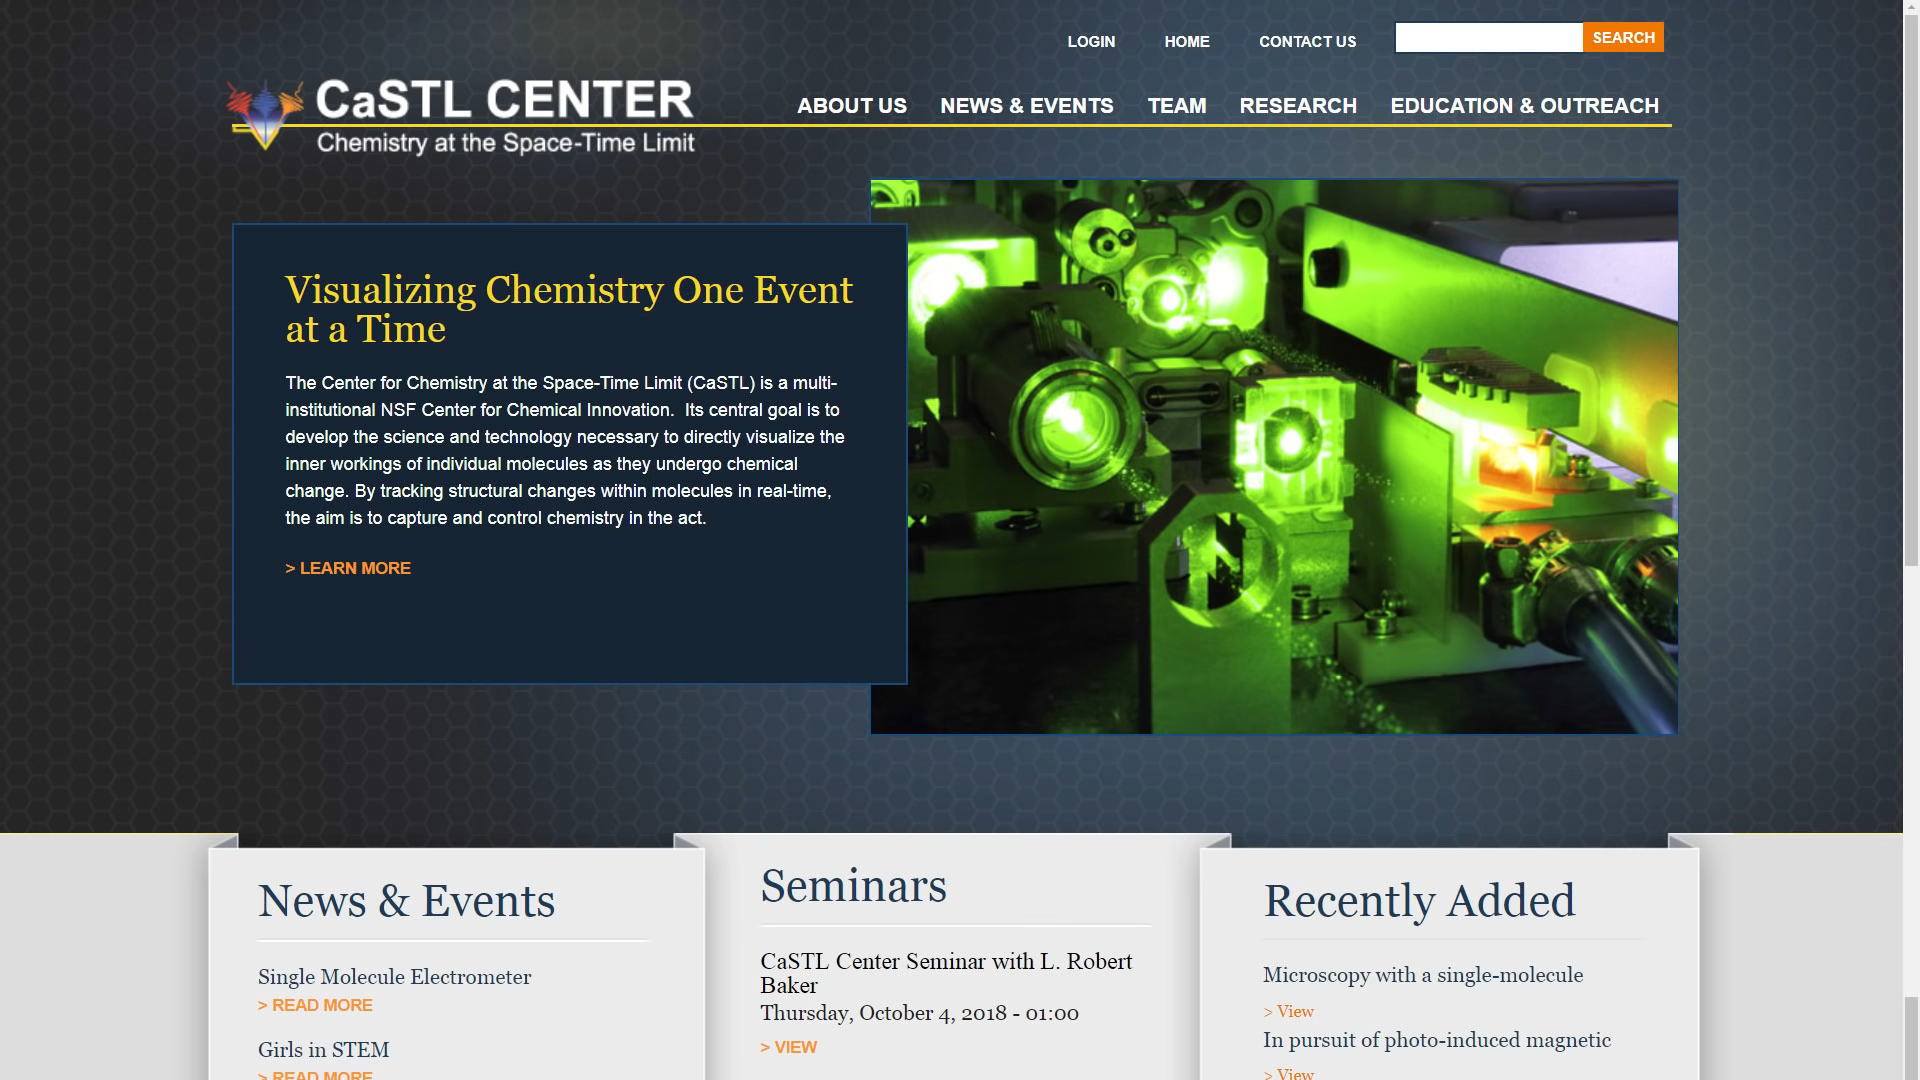 LOGIN
HOME
CONTACT US
SEARCH
CaSTL CENTER
Chemistry at the Space-Time Limit
ABOUT US
NEWS & EVENTS
TEAM
RESEARCH
EDUCATION & OUTREACH
Visualizing Chemistry One Event
at a Time
The Center for Chemistry at the Space-Time Limit (CaSTL) is a multi-
institutional NSF Center for Chemical Innovation.  Its central goal is to
develop the science and technology necessary to directly visualize the
inner workings of individual molecules as they undergo chemical
change. By tracking structural changes within molecules in real-time,
the aim is to capture and control chemistry in the act.
> LEARN MORE
News & Events
Single Molecule Electrometer
> READ MORE
Girls in STEM
> READ MORE
Seminars
CaSTL Center Seminar with L. Robert
Baker
Thursday, October 4, 2018 - 01:00
> VIEW
Recently Added
Microscopy with a single-molecule
> View
In pursuit of photo-induced magnetic
> View